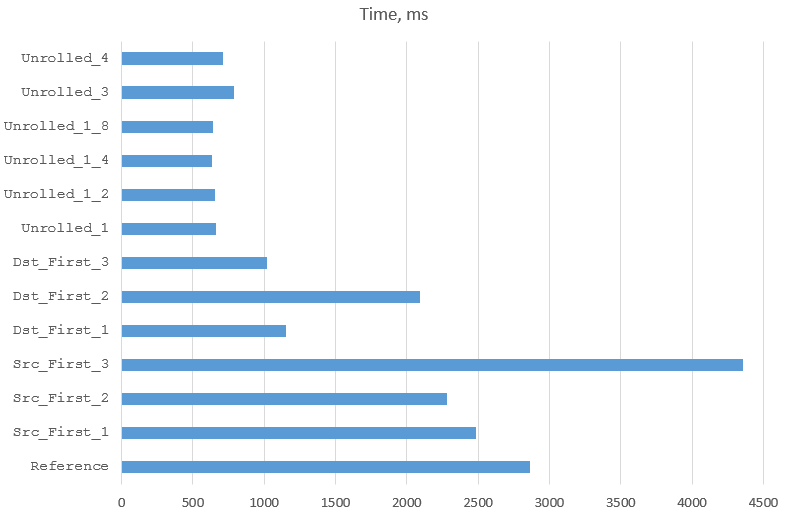 Time, ms
Unrolled_4
Unrolled_3
Unrolled_1_8
Unrolled_1_4
Unrolled_1_2
Unrolled_1
Dst_First_3
Dst_First_2
Dst_First_1
Src_First_3
Src_First_2
Src_First_1
Reference
0 500 1000 1500 2000 2500 3000 3500 4000 4500